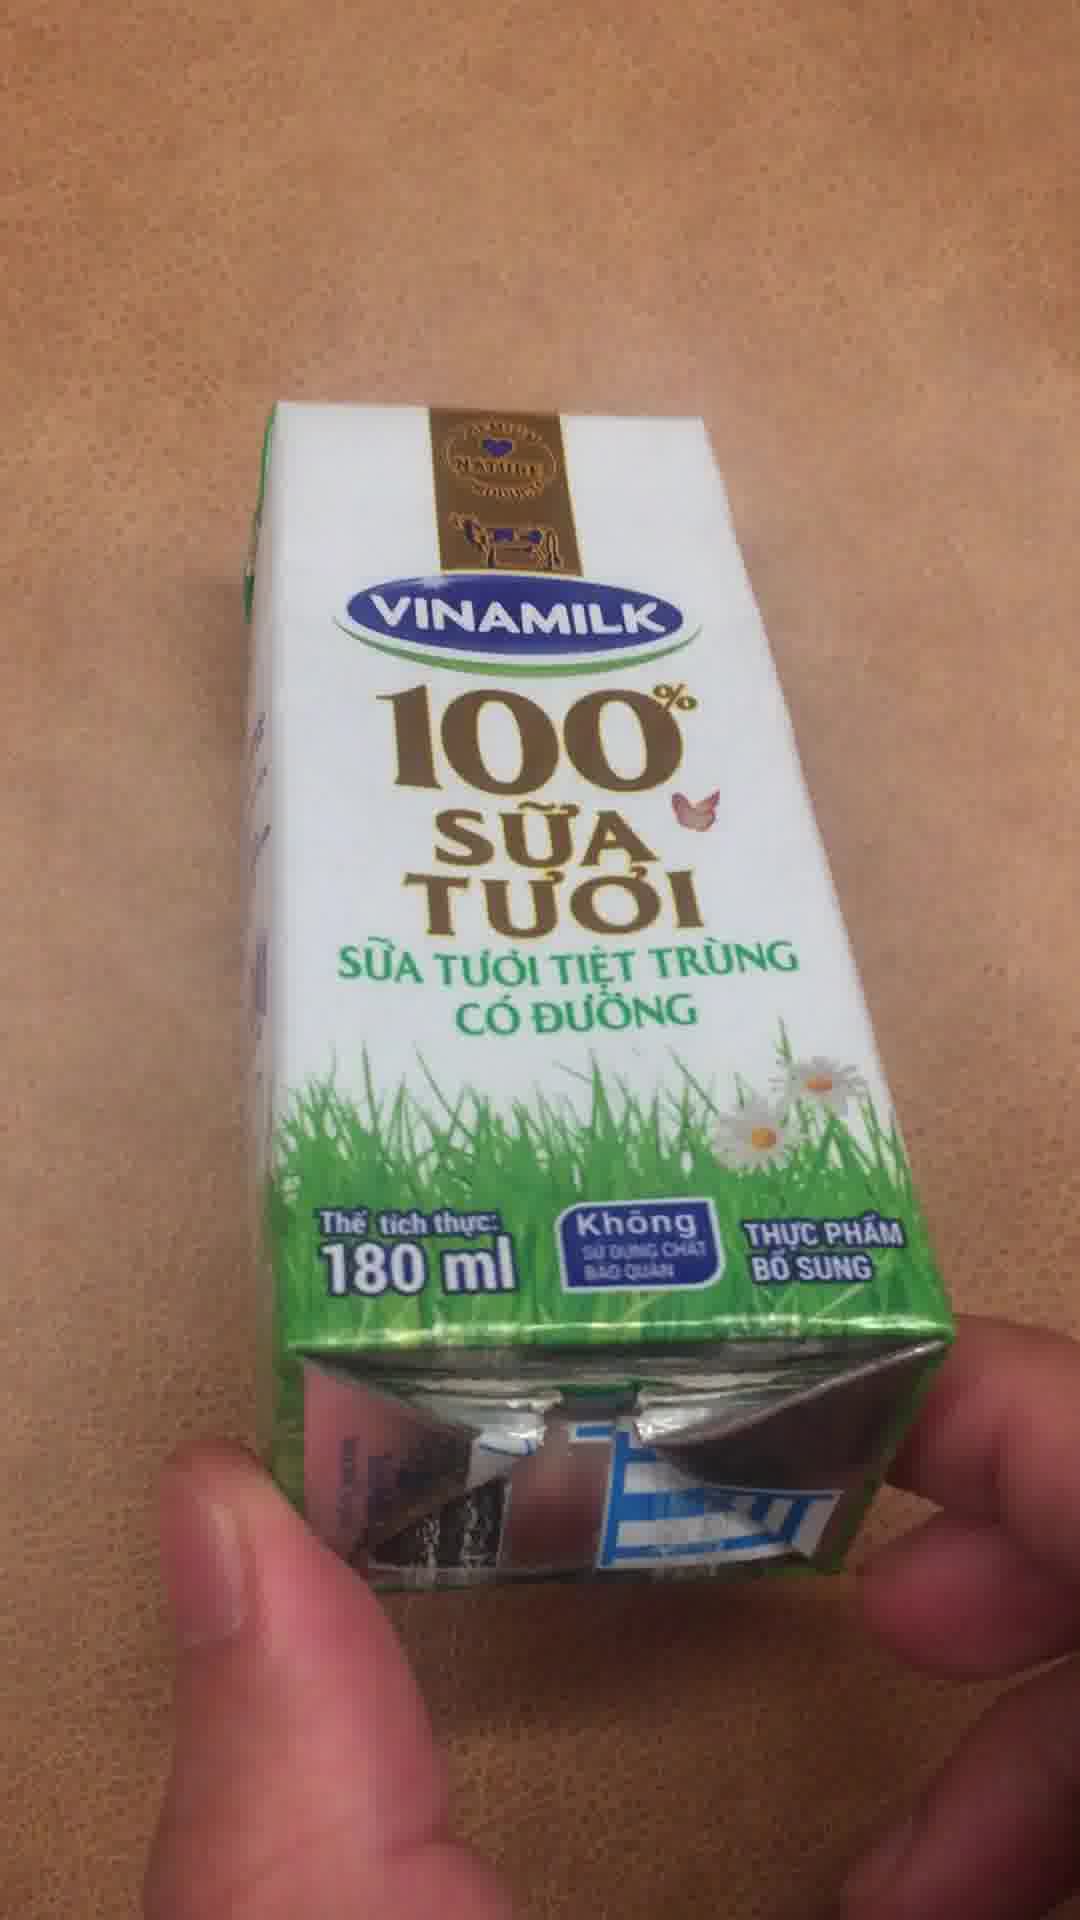 NATURE
VINAMILK
100%
SỮA
TƯƠI
SỮA TƯƠI TIỆT TRÙNG
CÓ ĐƯỜNG
Thể tích thực:
180 ml
Không
SỬ DỤNG CHẤT
BẢO QUẢN
THỰC PHẨM
BỔ SUNG